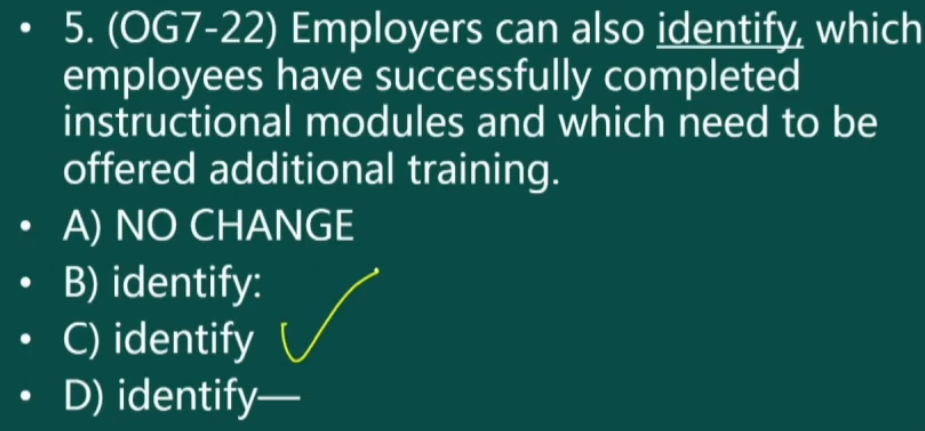 • 5. (OG7-22) Employers can also identify, which
employees have successfully completed
instructional modules and which need to be
offered additional training.
• A) NO CHANGE
• B) identify:
• C) identify
• D) identify—